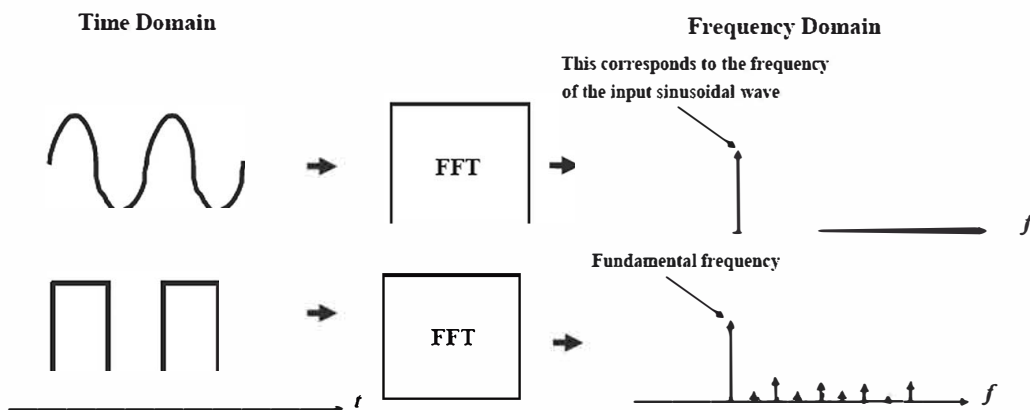 Time Domain
Frequency Domain
This corresponds to the frequency
of the input sinusoidal wave
FFT
f
Fundamental frequency
FFT
t
f